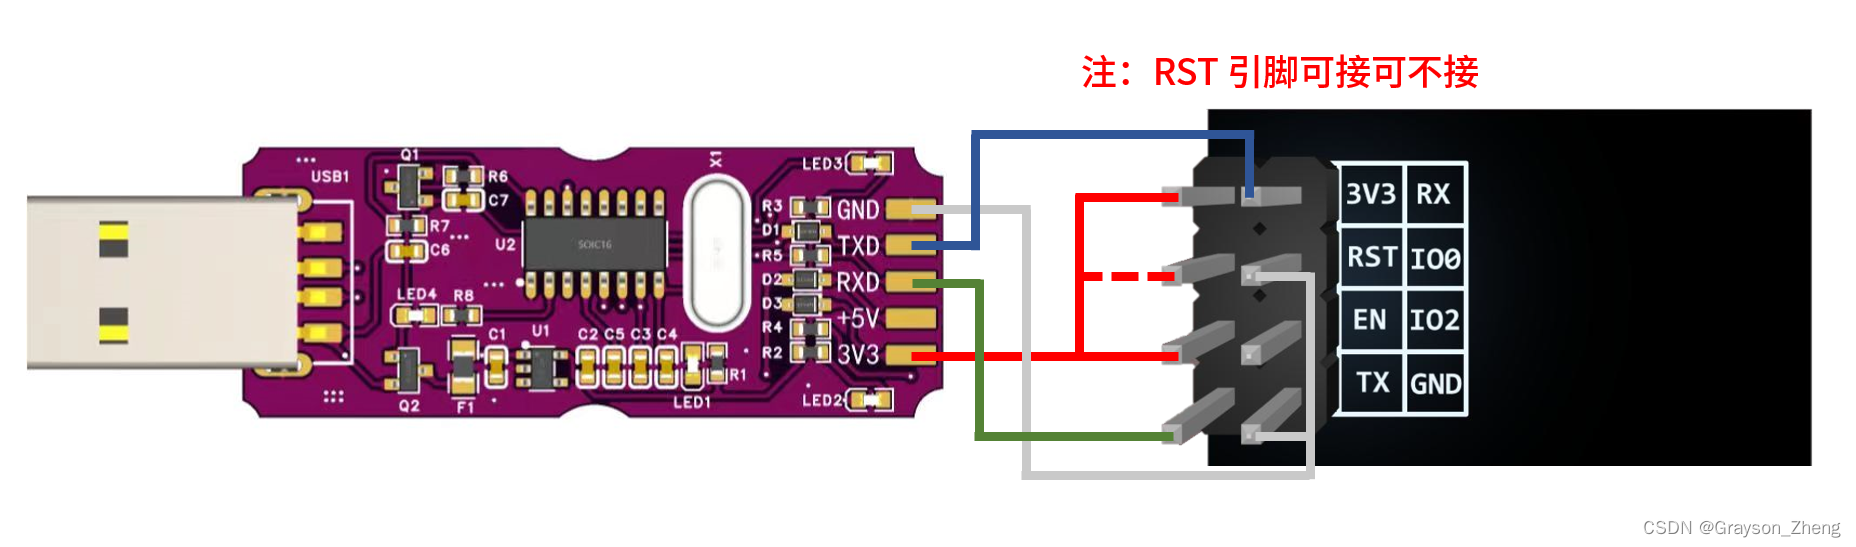 注：RST 引脚可接可不接
USB1
Q1
R6
C7
R7
C6
U2
SOIC16
X1
LED3
R3
GND
D1
TXD
R5
D2
RXD
D3
+5V
R4
R2
3V3
LED4
R8
C1
U1
C2
C5
C3
C4
R1
Q2
F1
LED1
LED2
3V3 RX
RST IO0
EN IO2
TX GND
CSDN @Grayson_Zheng